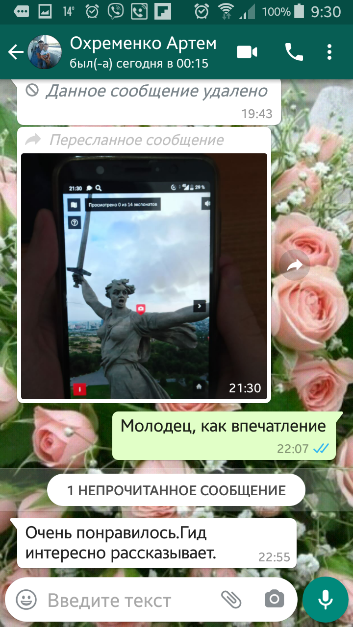 14° 100% 9:30
Охременко Артем
был(-а) сегодня в 00:15
Данное сообщение удалено
19:43
Пересланное сообщение
21:30 29 %
Просмотрено 0 из 14 экспонатов
21:30
Молодец, как впечатление
22:07
1 НЕПРОЧИТАННОЕ СООБЩЕНИЕ
Очень понравилось.Гид
интересно рассказывает.
22:55
Введите текст